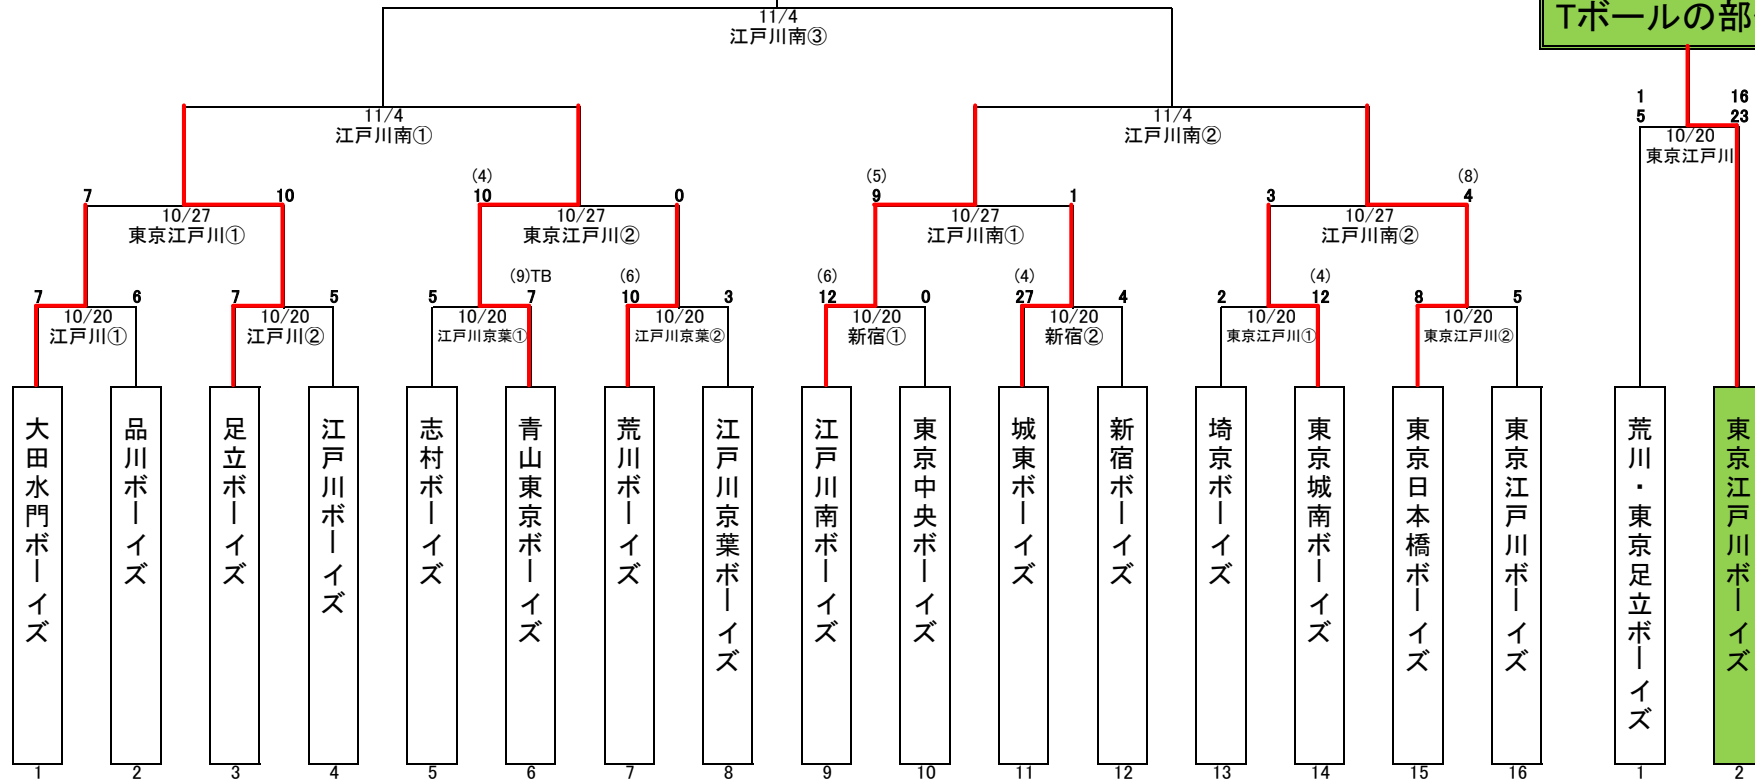 11/4
江戸川南③
Tボールの部
11/4
江戸川南①
11/4
江戸川南②
1 16
5 23
10/20
東京江戸川
(4) (5) (8)
7 10 10 0 9 1 3 4
10/27 10/27 10/27 10/27
東京江戸川① 東京江戸川② 江戸川南① 江戸川南②
(9)TB (6) (6) (4) (4)
7 6 7 5 5 7 10 3 12 0 27 4 2 12 8 5
10/20 10/20 10/20 10/20 10/20 10/20 10/20 10/20
江戸川① 江戸川② 江戸川京葉① 江戸川京葉② 新宿① 新宿② 東京江戸川① 東京江戸川②
大田水門ボーイズ
品川ボーイズ
足立ボーイズ
江戸川ボーイズ
志村ボーイズ
青山東京ボーイズ
荒川ボーイズ
江戸川京葉ボーイズ
江戸川南ボーイズ
東京中央ボーイズ
城東ボーイズ
新宿ボーイズ
埼京ボーイズ
東京城南ボーイズ
東京日本橋ボーイズ
東京江戸川ボーイズ
荒川・東京足立ボーイズ
東京江戸川ボーイズ
1 2 3 4 5 6 7 8 9 10 11 12 13 14 15 16 1 2